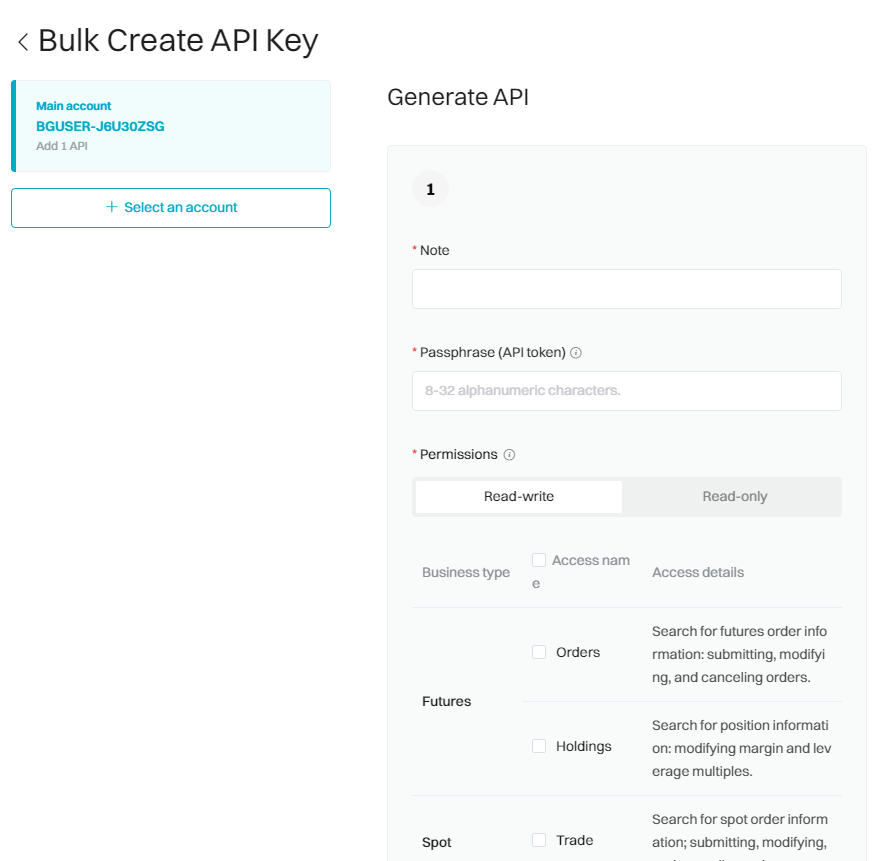 Bulk Create API Key
Main account
BGUSER-J6U30ZSG
Add 1 API
Select an account
Generate API
1
* Note
* Passphrase (API token)
8-32 alphanumeric characters.
* Permissions
Read-write
Read-only
Business type
Access nam
e
Access details
Futures
Orders
Search for futures order info
rmation: submitting, modifyi
ng, and canceling orders.
Holdings
Search for position informati
on: modifying margin and lev
erage multiples.
Spot
Trade
Search for spot order inform
ation; submitting, modifying,